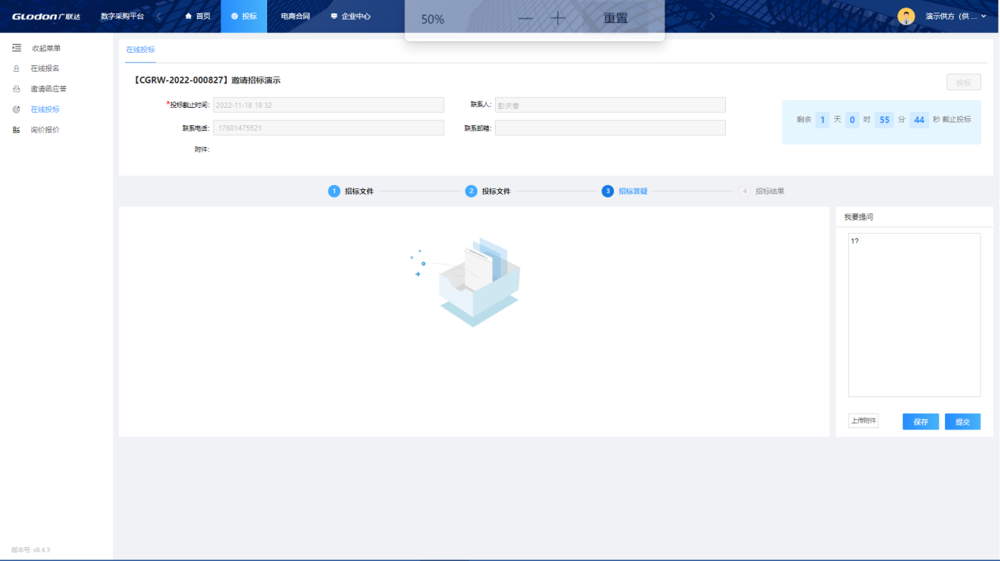 GLODON广联达 数字采购平台 首页 投标 电商合同 企业中心 50% 重置 演示供方（供 ...
收起菜单
在线报名
邀请函应答
在线投标
询价报价
在线投标
【CGRW-2022-000827】邀请招标演示
投标
*投标截止时间: 2022-11-18 19:32 联系人: 彭庆春
联系电话: 17601475521 联系邮箱:
附件:
剩余 1 天 0 时 55 分 44 秒 截止投标
1 招标文件 2 投标文件 3 招标答疑 4 招标结果
我要提问
1?
上传附件 保存 提交
版本号: v8.4.3